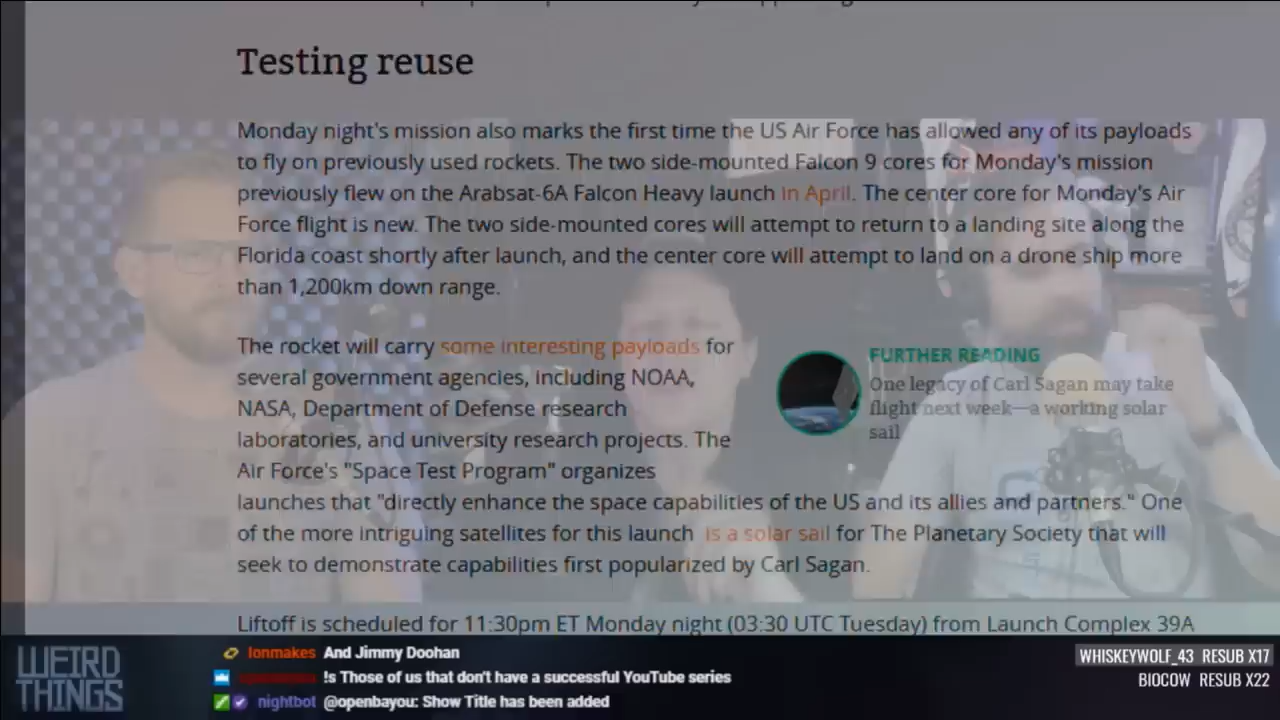 Testing reuse
Monday night's mission also marks the first time the US Air Force has allowed any of its payloads
to fly on previously used rockets. The two side-mounted Falcon 9 cores for Monday's mission
previously flew on the Arabsat-6A Falcon Heavy launch in April. The center core for Monday's Air
Force flight is new. The two side-mounted cores will attempt to return to a landing site along the
Florida coast shortly after launch, and the center core will attempt to land on a drone ship more
than 1,200km down range.
The rocket will carry some interesting payloads for
several government agencies, including NOAA,
NASA, Department of Defense research
laboratories, and university research projects. The
Air Force's "Space Test Program" organizes
launches that "directly enhance the space capabilities of the US and its allies and partners." One
of the more intriguing satellites for this launch is a solar sail for The Planetary Society that will
seek to demonstrate capabilities first popularized by Carl Sagan.
FURTHER READING
One legacy of Carl Sagan may take
flight next week—a working solar
sail
Liftoff is scheduled for 11:30pm ET Monday night (03:30 UTC Tuesday) from Launch Complex 39A
WEIRD
THINGS
lonmakes And Jimmy Doohan
!s Those of us that don't have a successful YouTube series
nightbot @openbayou: Show Title has been added
WHISKEYWOLF_43 RESUB X17
BIOCOW RESUB X22